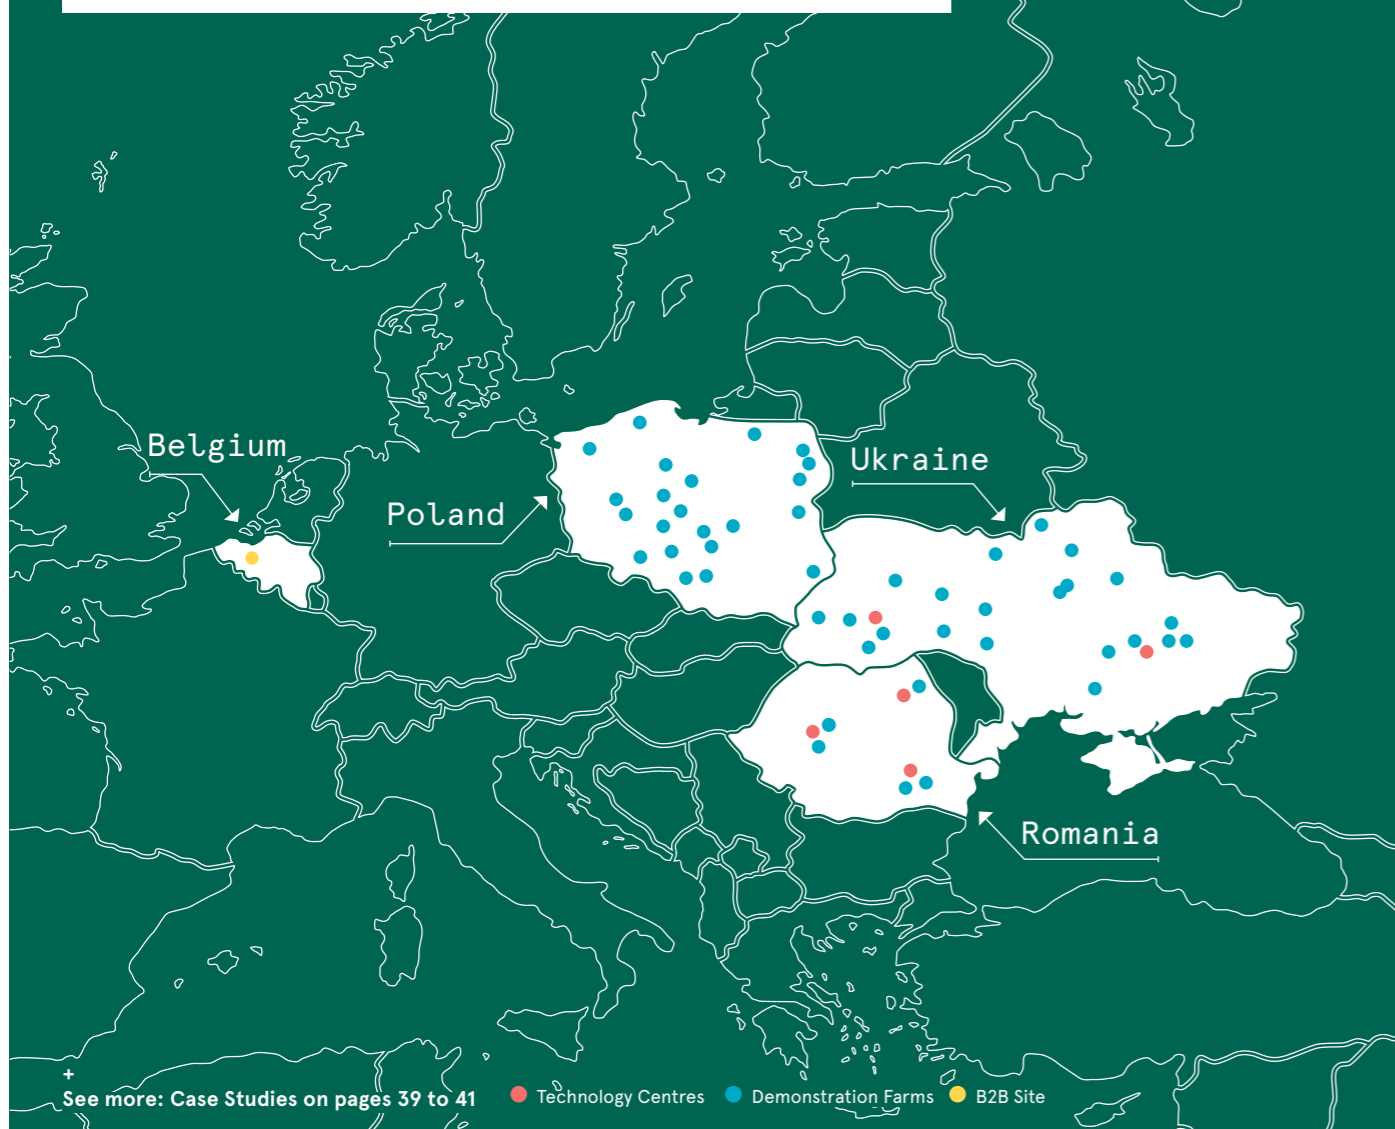 Belgium
Poland
Ukraine
Romania
+
See more: Case Studies on pages 39 to 41
Technology Centres
Demonstration Farms
B2B Site